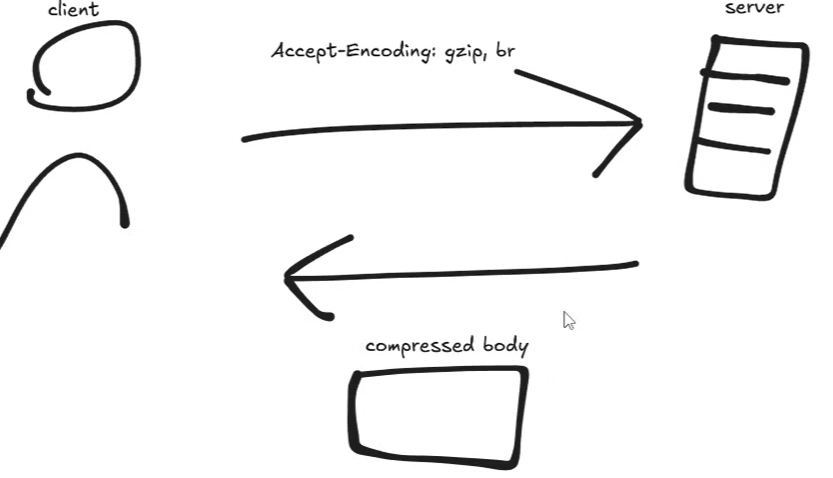 client
server
Accept-Encoding: gzip, br
compressed body